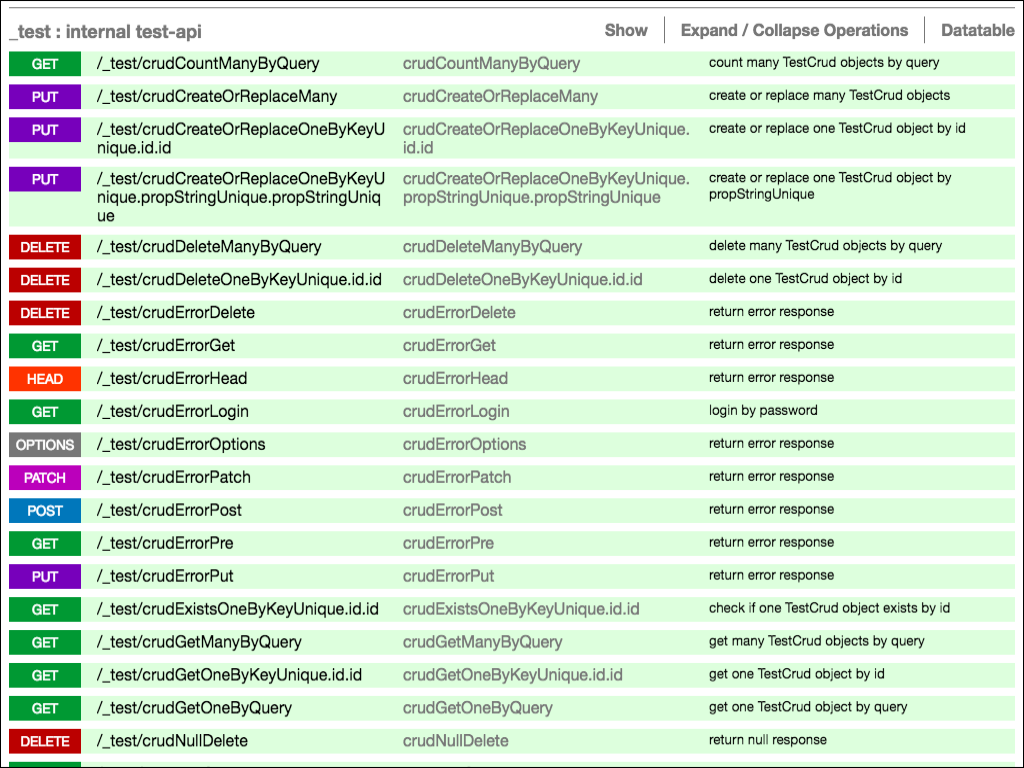 _test : internal test-api
Show
Expand / Collapse Operations
Datatable
GET /_test/crudCountManyByQuery crudCountManyByQuery count many TestCrud objects by query
PUT /_test/crudCreateOrReplaceMany crudCreateOrReplaceMany create or replace many TestCrud objects
PUT /_test/crudCreateOrReplaceOneByKeyU crudCreateOrReplaceOneByKeyUnique. create or replace one TestCrud object by id
nique.id.id id.id
PUT /_test/crudCreateOrReplaceOneByKeyU crudCreateOrReplaceOneByKeyUnique. create or replace one TestCrud object by
nique.propStringUnique.propStringUniq propStringUnique.propStringUnique propStringUnique
ue
DELETE /_test/crudDeleteManyByQuery crudDeleteManyByQuery delete many TestCrud objects by query
DELETE /_test/crudDeleteOneByKeyUnique.id.id crudDeleteOneByKeyUnique.id.id delete one TestCrud object by id
DELETE /_test/crudErrorDelete crudErrorDelete return error response
GET /_test/crudErrorGet crudErrorGet return error response
HEAD /_test/crudErrorHead crudErrorHead return error response
GET /_test/crudErrorLogin crudErrorLogin login by password
OPTIONS /_test/crudErrorOptions crudErrorOptions return error response
PATCH /_test/crudErrorPatch crudErrorPatch return error response
POST /_test/crudErrorPost crudErrorPost return error response
GET /_test/crudErrorPre crudErrorPre return error response
PUT /_test/crudErrorPut crudErrorPut return error response
GET /_test/crudExistsOneByKeyUnique.id.id crudExistsOneByKeyUnique.id.id check if one TestCrud object exists by id
GET /_test/crudGetManyByQuery crudGetManyByQuery get many TestCrud objects by query
GET /_test/crudGetOneByKeyUnique.id.id crudGetOneByKeyUnique.id.id get one TestCrud object by id
GET /_test/crudGetOneByQuery crudGetOneByQuery get one TestCrud object by query
DELETE /_test/crudNullDelete crudNullDelete return null response